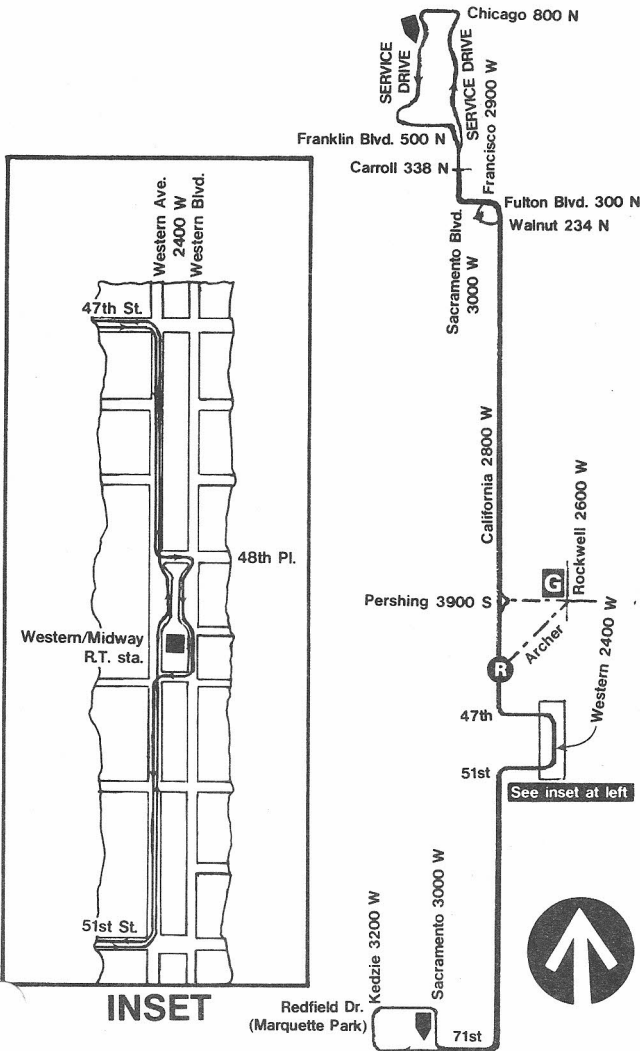 Chicago 800 N
SERVICE
DRIVE
SERVICE DRIVE
Francisco 2900 W
Franklin Blvd. 500 N
Carroll 338 N
Fulton Blvd. 300 N
Walnut 234 N
Sacramento Blvd.
3000 W
Western Ave.
2400 W
Western Blvd.
47th St.
48th Pl.
Western/Midway
R.T. sta.
51st St.
INSET
California 2800 W
Rockwell 2600 W
G
Pershing 3900 S
Archer
Western 2400 W
R
47th
51st
See inset at left
Kedzie 3200 W
Sacramento 3000 W
Redfield Dr.
(Marquette Park)
71st